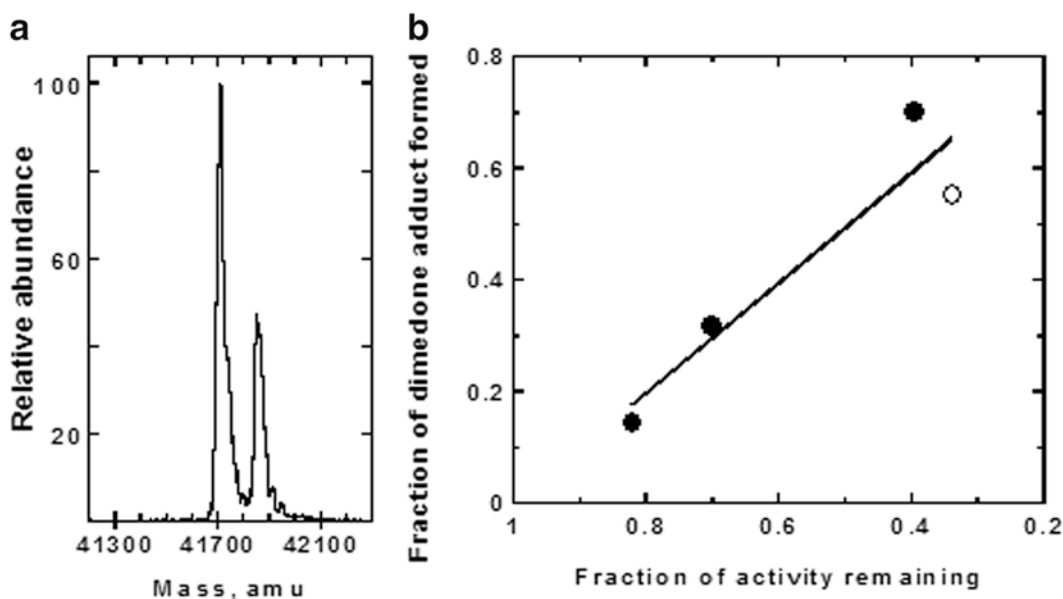 a
Relative abundance
100
60
20
41300 41700 42100
Mass, amu
b
Fraction of dimedone adduct formed
0.8
0.6
0.4
0.2
0
1 0.8 0.6 0.4 0.2
Fraction of activity remaining